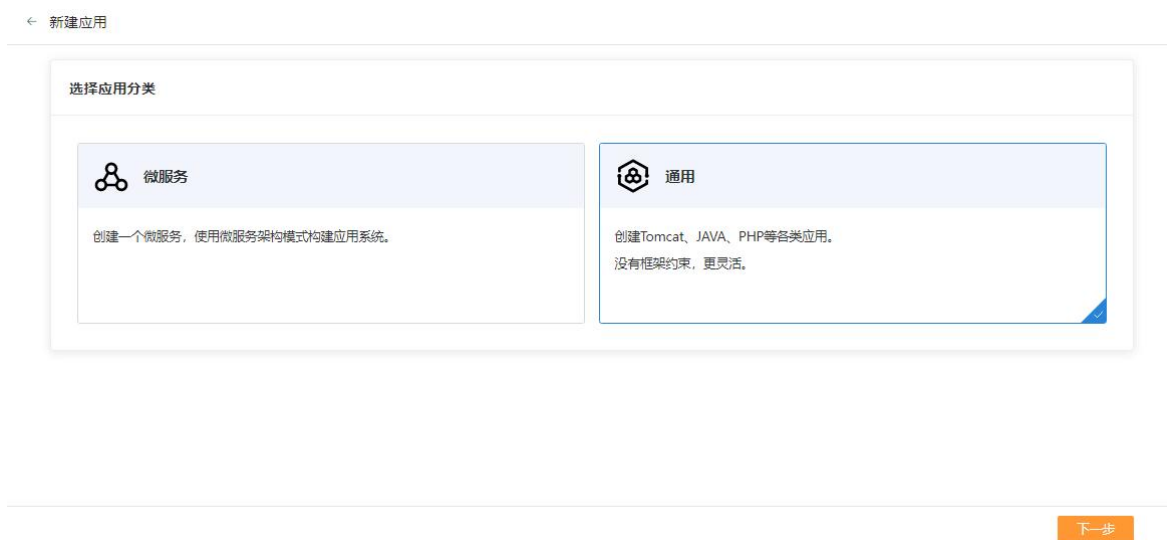 ← 新建应用
选择应用分类
微服务
创建一个微服务，使用微服务架构模式构建应用系统。
通用
创建Tomcat、JAVA、PHP等各类应用。
没有框架约束，更灵活。
下一步